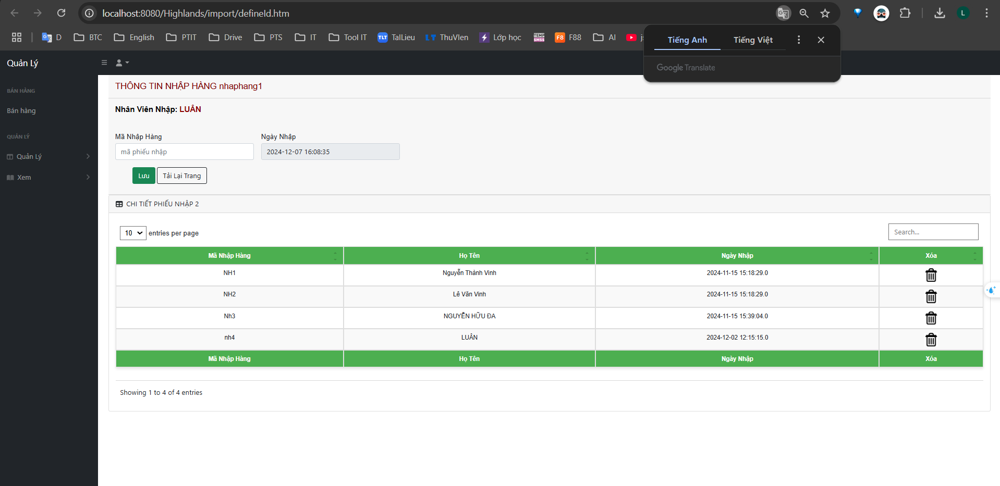 localhost:8080/Highlands/import/defineId.htm
L
D BTC English PTIT Drive PTS IT Tool IT TLT TalLieu LT ThuVlen Lớp học TEMP SMSS F8 F88 AI
Tiếng Anh Tiếng Việt
Google Translate
Quản Lý
BÁN HÀNG
Bán hàng
QUẢN LÝ
Quản Lý
Xem
THÔNG TIN NHẬP HÀNG nhaphang1
Nhân Viên Nhập: LUÂN
Mã Nhập Hàng Ngày Nhập
mã phiếu nhập 2024-12-07 16:08:35
Lưu Tải Lại Trang
CHI TIẾT PHIẾU NHẬP 2
10 entries per page Search...
Mã Nhập Hàng Họ Tên Ngày Nhập Xóa
NH1 Nguyễn Thành Vinh 2024-11-15 15:18:29.0
NH2 Lê Văn Vinh 2024-11-15 15:18:29.0
Nh3 NGUYỄN HỮU ĐA 2024-11-15 15:39:04.0
nh4 LUÂN 2024-12-02 12:15:15.0
Mã Nhập Hàng Họ Tên Ngày Nhập Xóa
Showing 1 to 4 of 4 entries